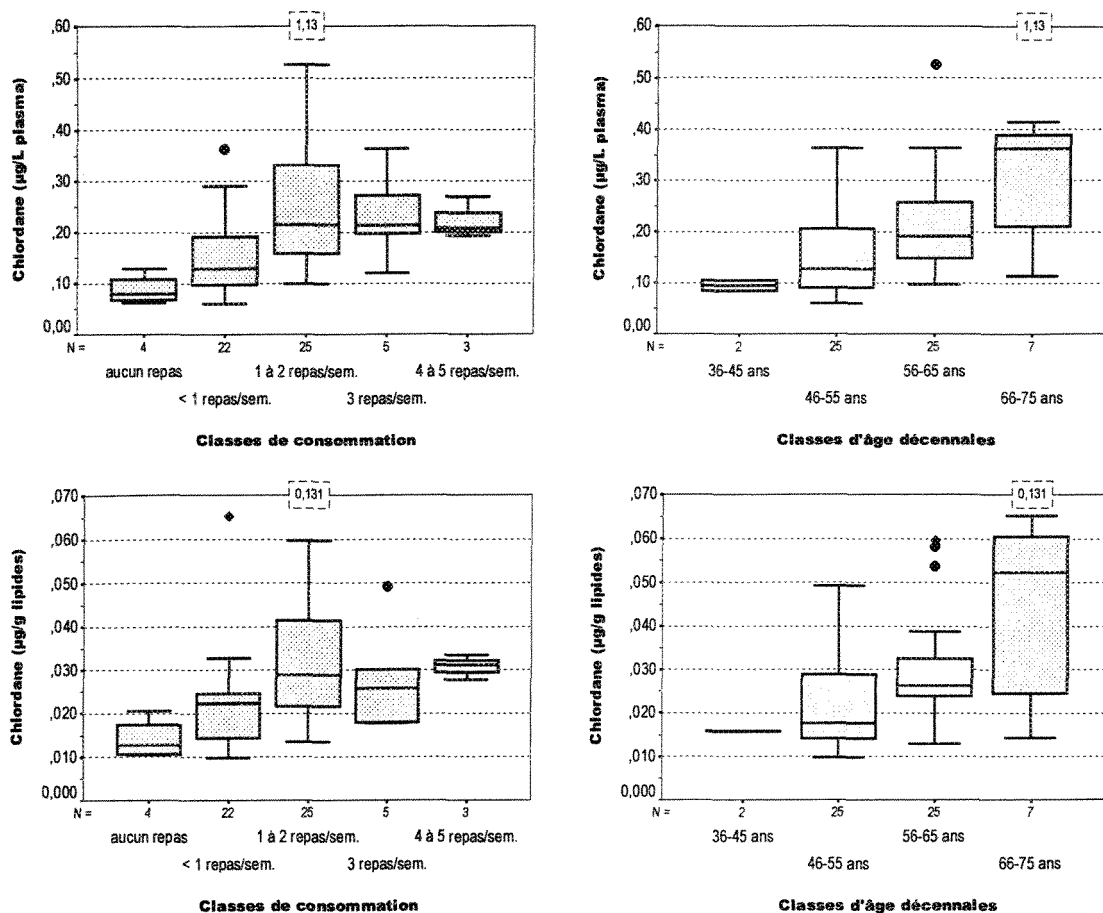 1,13
,60
,50
,40
,30
,20
,10
0,00
Chlordane (µg/L plasma)
N =
4
22
25
5
3
aucun repas
1 à 2 repas/sem.
4 à 5 repas/sem.
< 1 repas/sem.
3 repas/sem.
Classes de consommation
1,13
,60
,50
,40
,30
,20
,10
0,00
Chlordane (µg/L plasma)
N =
2
25
25
7
36-45 ans
56-65 ans
46-55 ans
66-75 ans
Classes d'âge décennales
0,131
,070
,060
,050
,040
,030
,020
,010
0,000
Chlordane (µg/g lipides)
N =
4
22
25
5
3
aucun repas
1 à 2 repas/sem.
4 à 5 repas/sem.
< 1 repas/sem.
3 repas/sem.
Classes de consommation
0,131
,070
,060
,050
,040
,030
,020
,010
0,000
Chlordane (µg/g lipides)
N =
2
25
25
7
36-45 ans
56-65 ans
46-55 ans
66-75 ans
Classes d'âge décennales